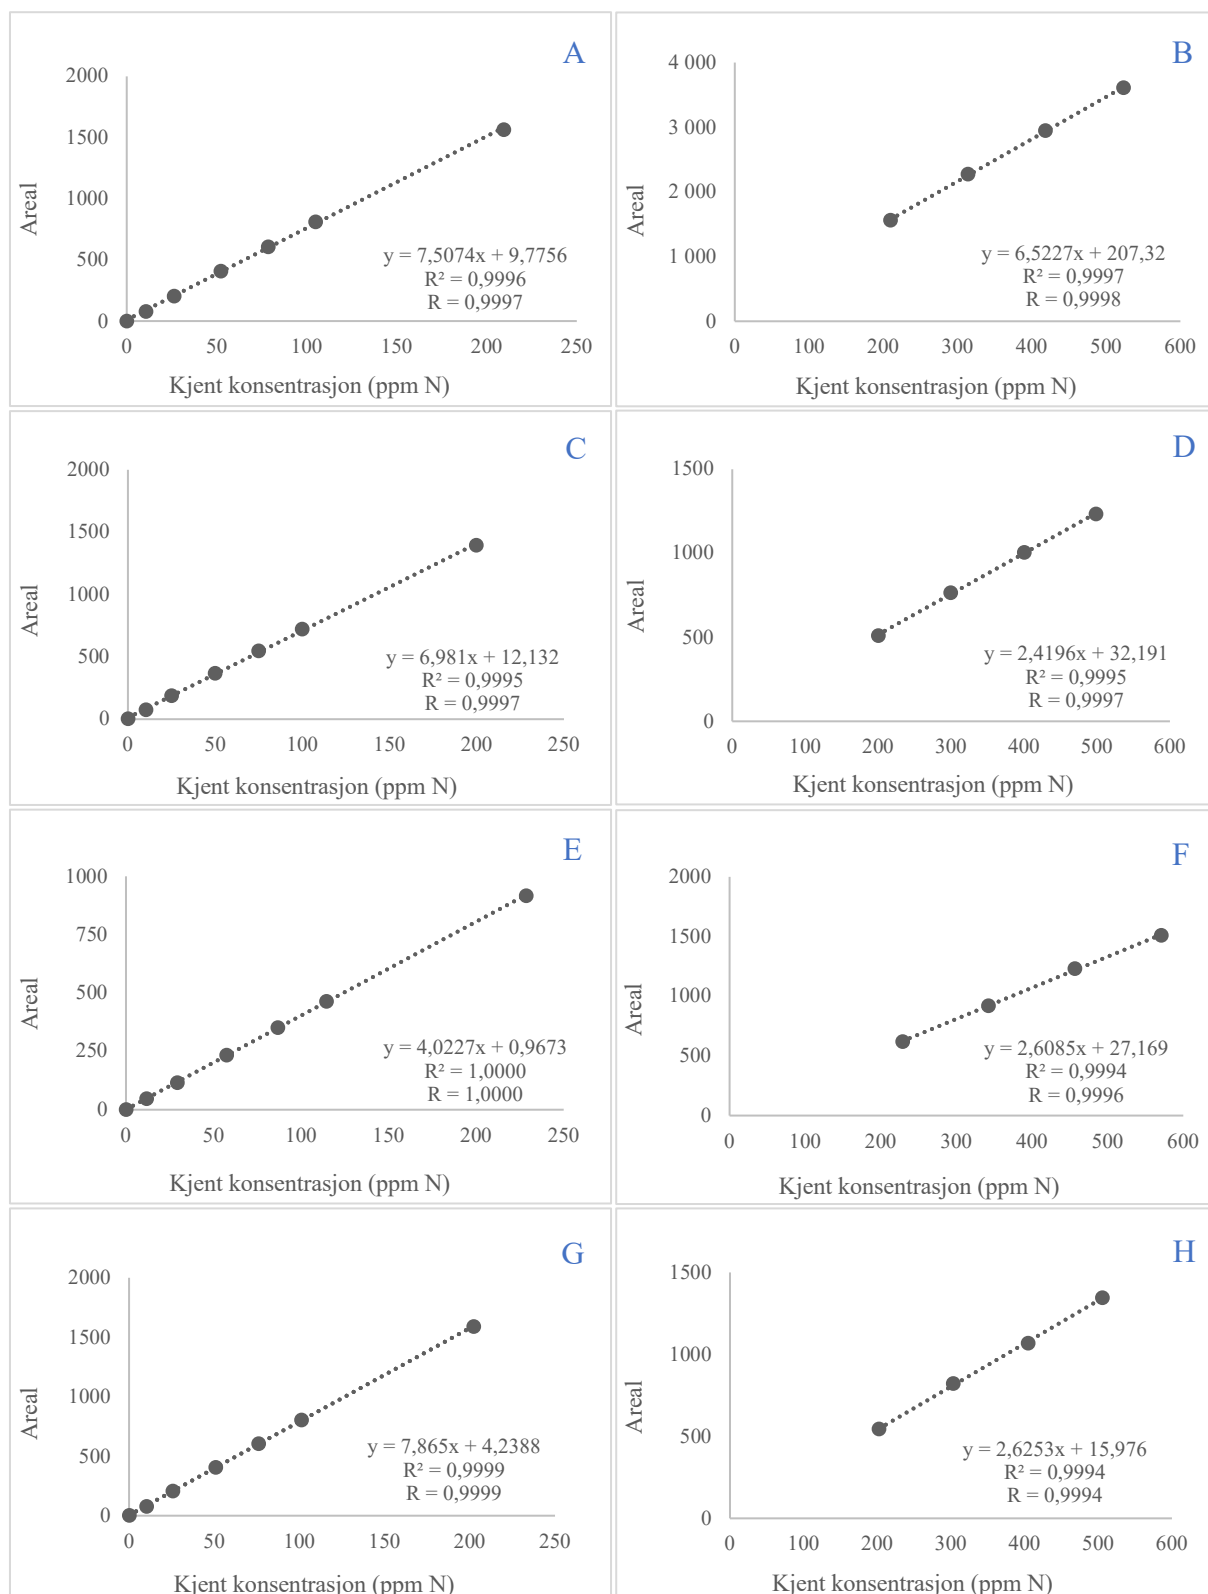 A
2000
1500
1000
500
0
Areal
y = 7,5074x + 9,7756
R² = 0,9996
R = 0,9997
0 50 100 150 200 250
Kjent konsentrasjon (ppm N)
B
4 000
3 000
2 000
1 000
0
Areal
y = 6,5227x + 207,32
R² = 0,9997
R = 0,9998
0 100 200 300 400 500 600
Kjent konsentrasjon (ppm N)
C
2000
1500
1000
500
0
Areal
y = 6,981x + 12,132
R² = 0,9995
R = 0,9997
0 50 100 150 200 250
Kjent konsentrasjon (ppm N)
D
1500
1000
500
0
Areal
y = 2,4196x + 32,191
R² = 0,9995
R = 0,9997
0 100 200 300 400 500 600
Kjent konsentrasjon (ppm N)
E
1000
750
500
250
0
Areal
y = 4,0227x + 0,9673
R² = 1,0000
R = 1,0000
0 50 100 150 200 250
Kjent konsentrasjon (ppm N)
F
2000
1500
1000
500
0
Areal
y = 2,6085x + 27,169
R² = 0,9994
R = 0,9996
0 100 200 300 400 500 600
Kjent konsentrasjon (ppm N)
G
2000
1500
1000
500
0
Areal
y = 7,865x + 4,2388
R² = 0,9999
R = 0,9999
0 50 100 150 200 250
Kjent konsentrasjon (ppm N)
H
1500
1000
500
0
Areal
y = 2,6253x + 15,976
R² = 0,9994
R = 0,9994
0 100 200 300 400 500 600
Kjent konsentrasjon (ppm N)